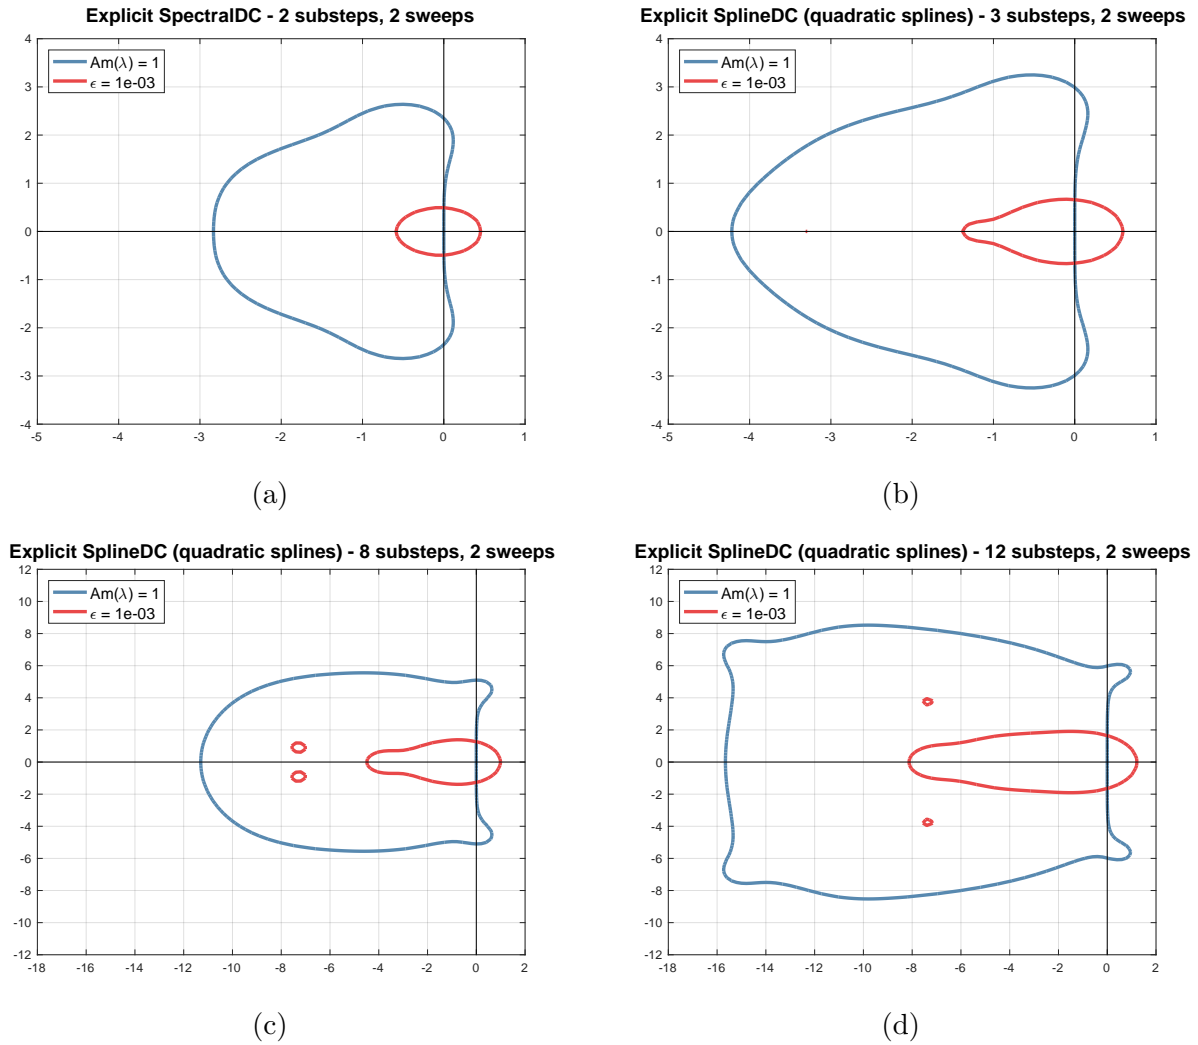 Explicit SpectralDC - 2 substeps, 2 sweeps
Am(λ) = 1
ϵ = 1e-03
4
3
2
1
0
-1
-2
-3
-4
-5 -4 -3 -2 -1 0 1
(a)
Explicit SplineDC (quadratic splines) - 3 substeps, 2 sweeps
Am(λ) = 1
ϵ = 1e-03
4
3
2
1
0
-1
-2
-3
-4
-5 -4 -3 -2 -1 0 1
(b)
Explicit SplineDC (quadratic splines) - 8 substeps, 2 sweeps
Am(λ) = 1
ϵ = 1e-03
12
10
8
6
4
2
0
-2
-4
-6
-8
-10
-12
-18 -16 -14 -12 -10 -8 -6 -4 -2 0 2
(c)
Explicit SplineDC (quadratic splines) - 12 substeps, 2 sweeps
Am(λ) = 1
ϵ = 1e-03
12
10
8
6
4
2
0
-2
-4
-6
-8
-10
-12
-18 -16 -14 -12 -10 -8 -6 -4 -2 0 2
(d)